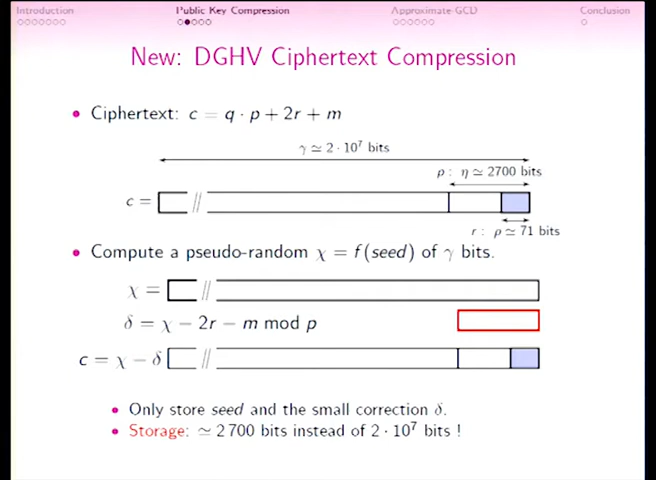 Introduction Public Key Compression Approximate-GCD Conclusion
New: DGHV Ciphertext Compression
Ciphertext: c = q · p + 2r + m
γ ≃ 2 · 10⁷ bits
p : η ≃ 2700 bits
c =
r : ρ ≃ 71 bits
Compute a pseudo-random χ = f(seed) of γ bits.
χ =
δ = χ − 2r − m mod p
c = χ − δ
Only store seed and the small correction δ.
Storage: ≃ 2 700 bits instead of 2 · 10⁷ bits !